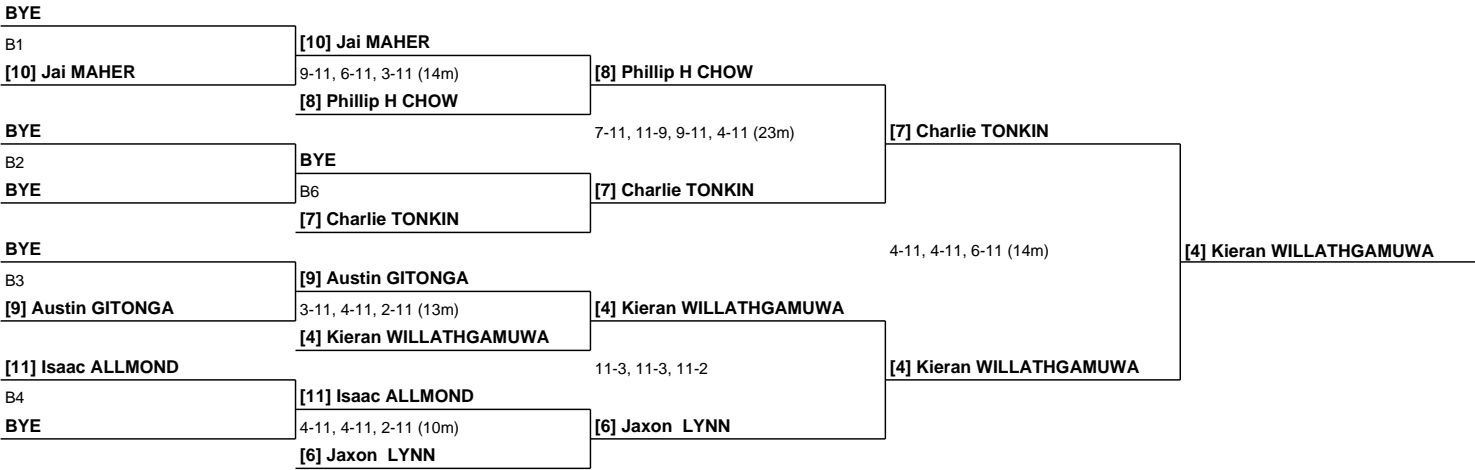 BYE
B1
[10] Jai MAHER
[10] Jai MAHER
9-11, 6-11, 3-11 (14m)
[8] Phillip H CHOW
[8] Phillip H CHOW
BYE
7-11, 11-9, 9-11, 4-11 (23m)
[7] Charlie TONKIN
B2
BYE
BYE
B6
[7] Charlie TONKIN
[7] Charlie TONKIN
BYE
4-11, 4-11, 6-11 (14m)
[4] Kieran WILLATHGAMUWA
B3
[9] Austin GITONGA
[9] Austin GITONGA
3-11, 4-11, 2-11 (13m)
[4] Kieran WILLATHGAMUWA
[4] Kieran WILLATHGAMUWA
[11] Isaac ALLMOND
11-3, 11-3, 11-2
[4] Kieran WILLATHGAMUWA
B4
[11] Isaac ALLMOND
BYE
4-11, 4-11, 2-11 (10m)
[6] Jaxon LYNN
[6] Jaxon LYNN